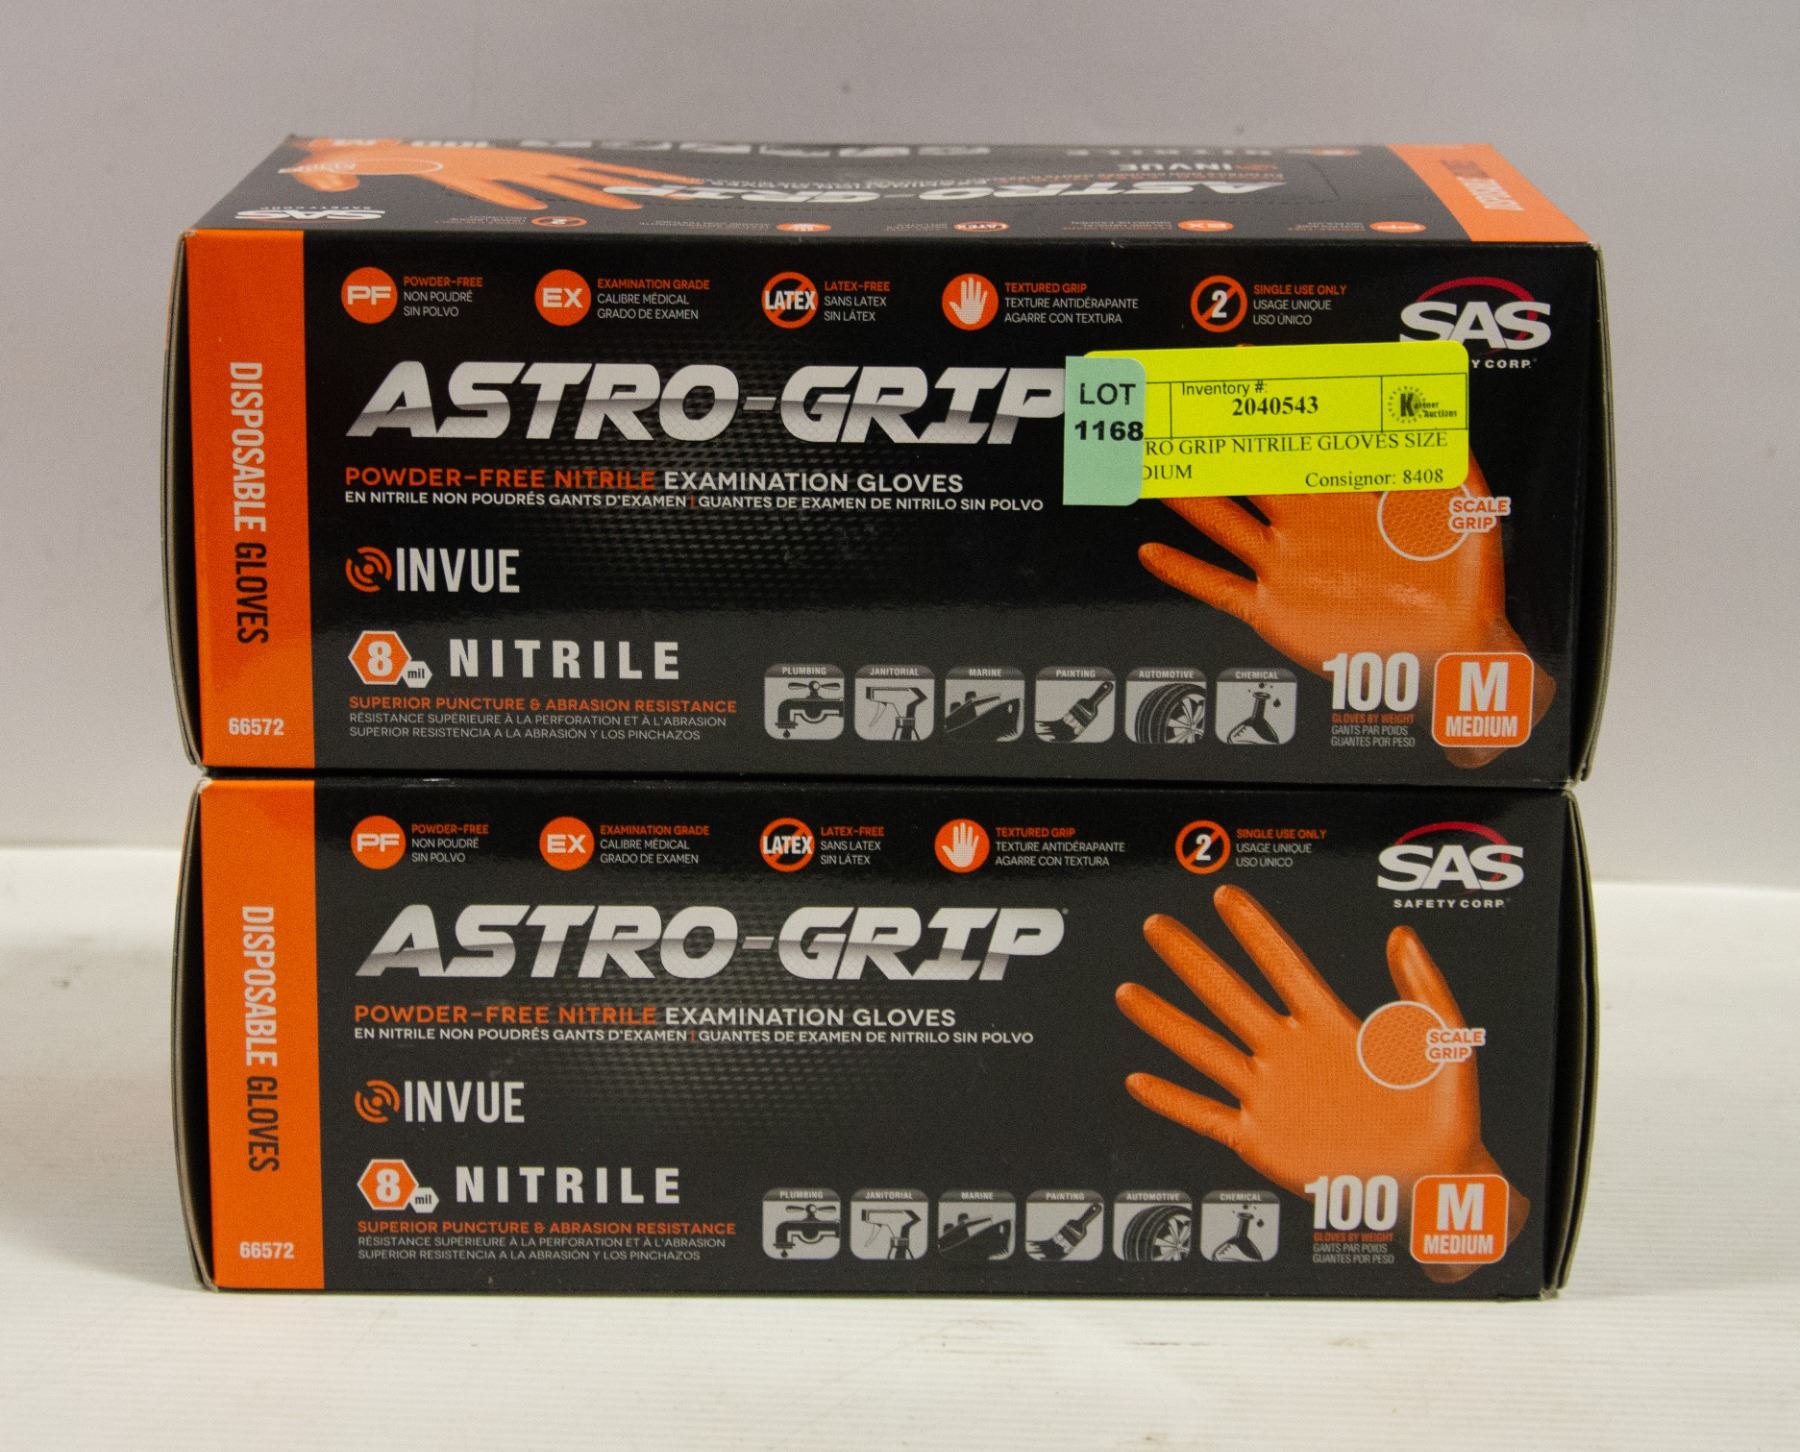 SAS
ASTRO-GRIP
INVUE
PF
POWDER-FREE
NON POUDRÉ
SIN POLVO
EX
EXAMINATION GRADE
CALIBRE MÉDICAL
GRADO DE EXAMEN
LATEX
LATEX-FREE
SANS LATEX
SIN LÁTEX
TEXTURED GRIP
TEXTURE ANTIDÉRAPANTE
AGARRE CON TEXTURA
2
SINGLE USE ONLY
USAGE UNIQUE
USO ÚNICO
SAS
Y CORP.
DISPOSABLE GLOVES
ASTRO-GRIP
LOT
1168
Inventory #:
2040543
Kastner
Auctions
RO GRIP NITRILE GLOVES SIZE
DIUM
Consignor: 8408
POWDER-FREE NITRILE EXAMINATION GLOVES
EN NITRILE NON POUDRÉS GANTS D'EXAMEN | GUANTES DE EXAMEN DE NITRILO SIN POLVO
SCALE
GRIP
INVUE
8 mil NITRILE
SUPERIOR PUNCTURE & ABRASION RESISTANCE
RÉSISTANCE SUPÉRIEURE À LA PERFORATION ET À L'ABRASION
SUPERIOR RESISTENCIA A LA ABRASIÓN Y LOS PINCHAZOS
66572
PLUMBING
JANITORIAL
MARINE
PAINTING
AUTOMOTIVE
CHEMICAL
100
GLOVES BY WEIGHT
GANTS PAR POIDS
GUANTES POR PESO
M
MEDIUM
PF
POWDER-FREE
NON POUDRÉ
SIN POLVO
EX
EXAMINATION GRADE
CALIBRE MÉDICAL
GRADO DE EXAMEN
LATEX
LATEX-FREE
SANS LATEX
SIN LÁTEX
TEXTURED GRIP
TEXTURE ANTIDÉRAPANTE
AGARRE CON TEXTURA
2
SINGLE USE ONLY
USAGE UNIQUE
USO ÚNICO
SAS
SAFETY CORP.
DISPOSABLE GLOVES
ASTRO-GRIP
POWDER-FREE NITRILE EXAMINATION GLOVES
EN NITRILE NON POUDRÉS GANTS D'EXAMEN | GUANTES DE EXAMEN DE NITRILO SIN POLVO
SCALE
GRIP
INVUE
8 mil NITRILE
SUPERIOR PUNCTURE & ABRASION RESISTANCE
RÉSISTANCE SUPÉRIEURE À LA PERFORATION ET À L'ABRASION
SUPERIOR RESISTENCIA A LA ABRASIÓN Y LOS PINCHAZOS
66572
PLUMBING
JANITORIAL
MARINE
PAINTING
AUTOMOTIVE
CHEMICAL
100
GLOVES BY WEIGHT
GANTS PAR POIDS
GUANTES POR PESO
M
MEDIUM